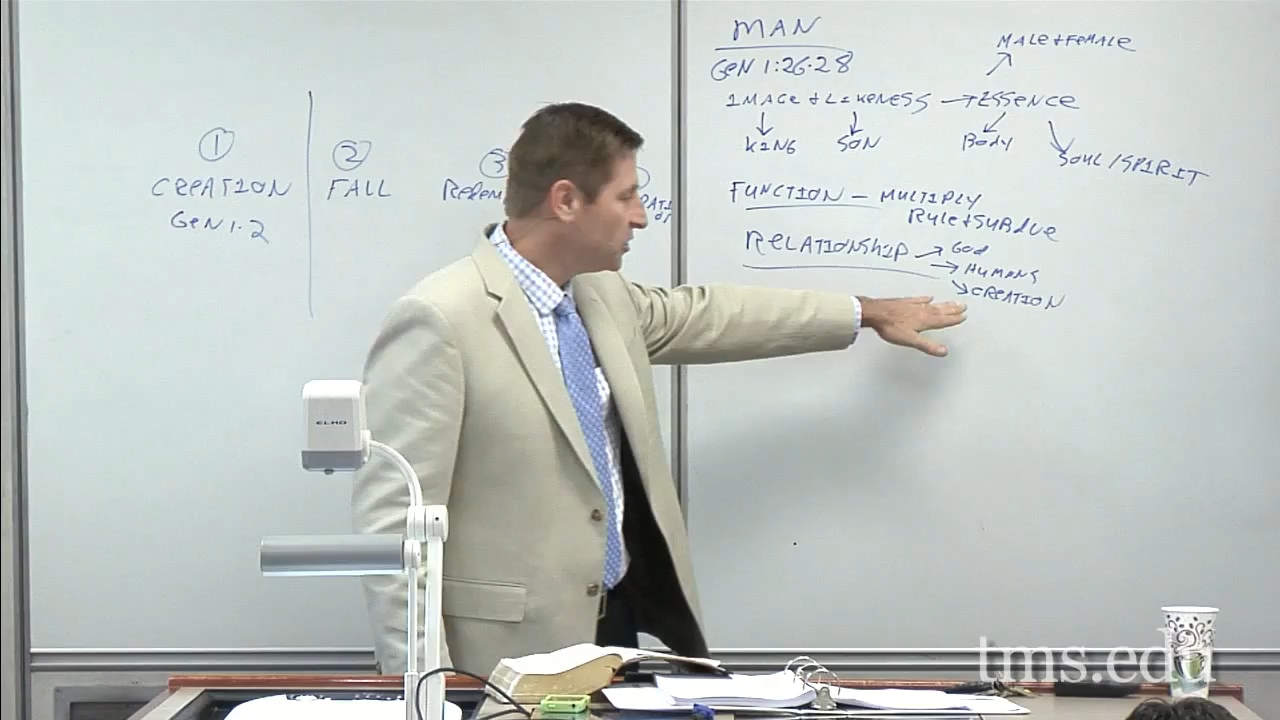 ①
CREATION
GEN 1-2
②
FALL
③
MAN
GEN 1:26-28
IMAGE + LIKENESS → ESSENCE
MALE + FEMALE
KING
SON
BODY
SOUL/SPIRIT
FUNCTION — MULTIPLY
RULE + SUBDUE
RELATIONSHIP → GOD
→ HUMANS
→ CREATION
ELMO
tms.edu